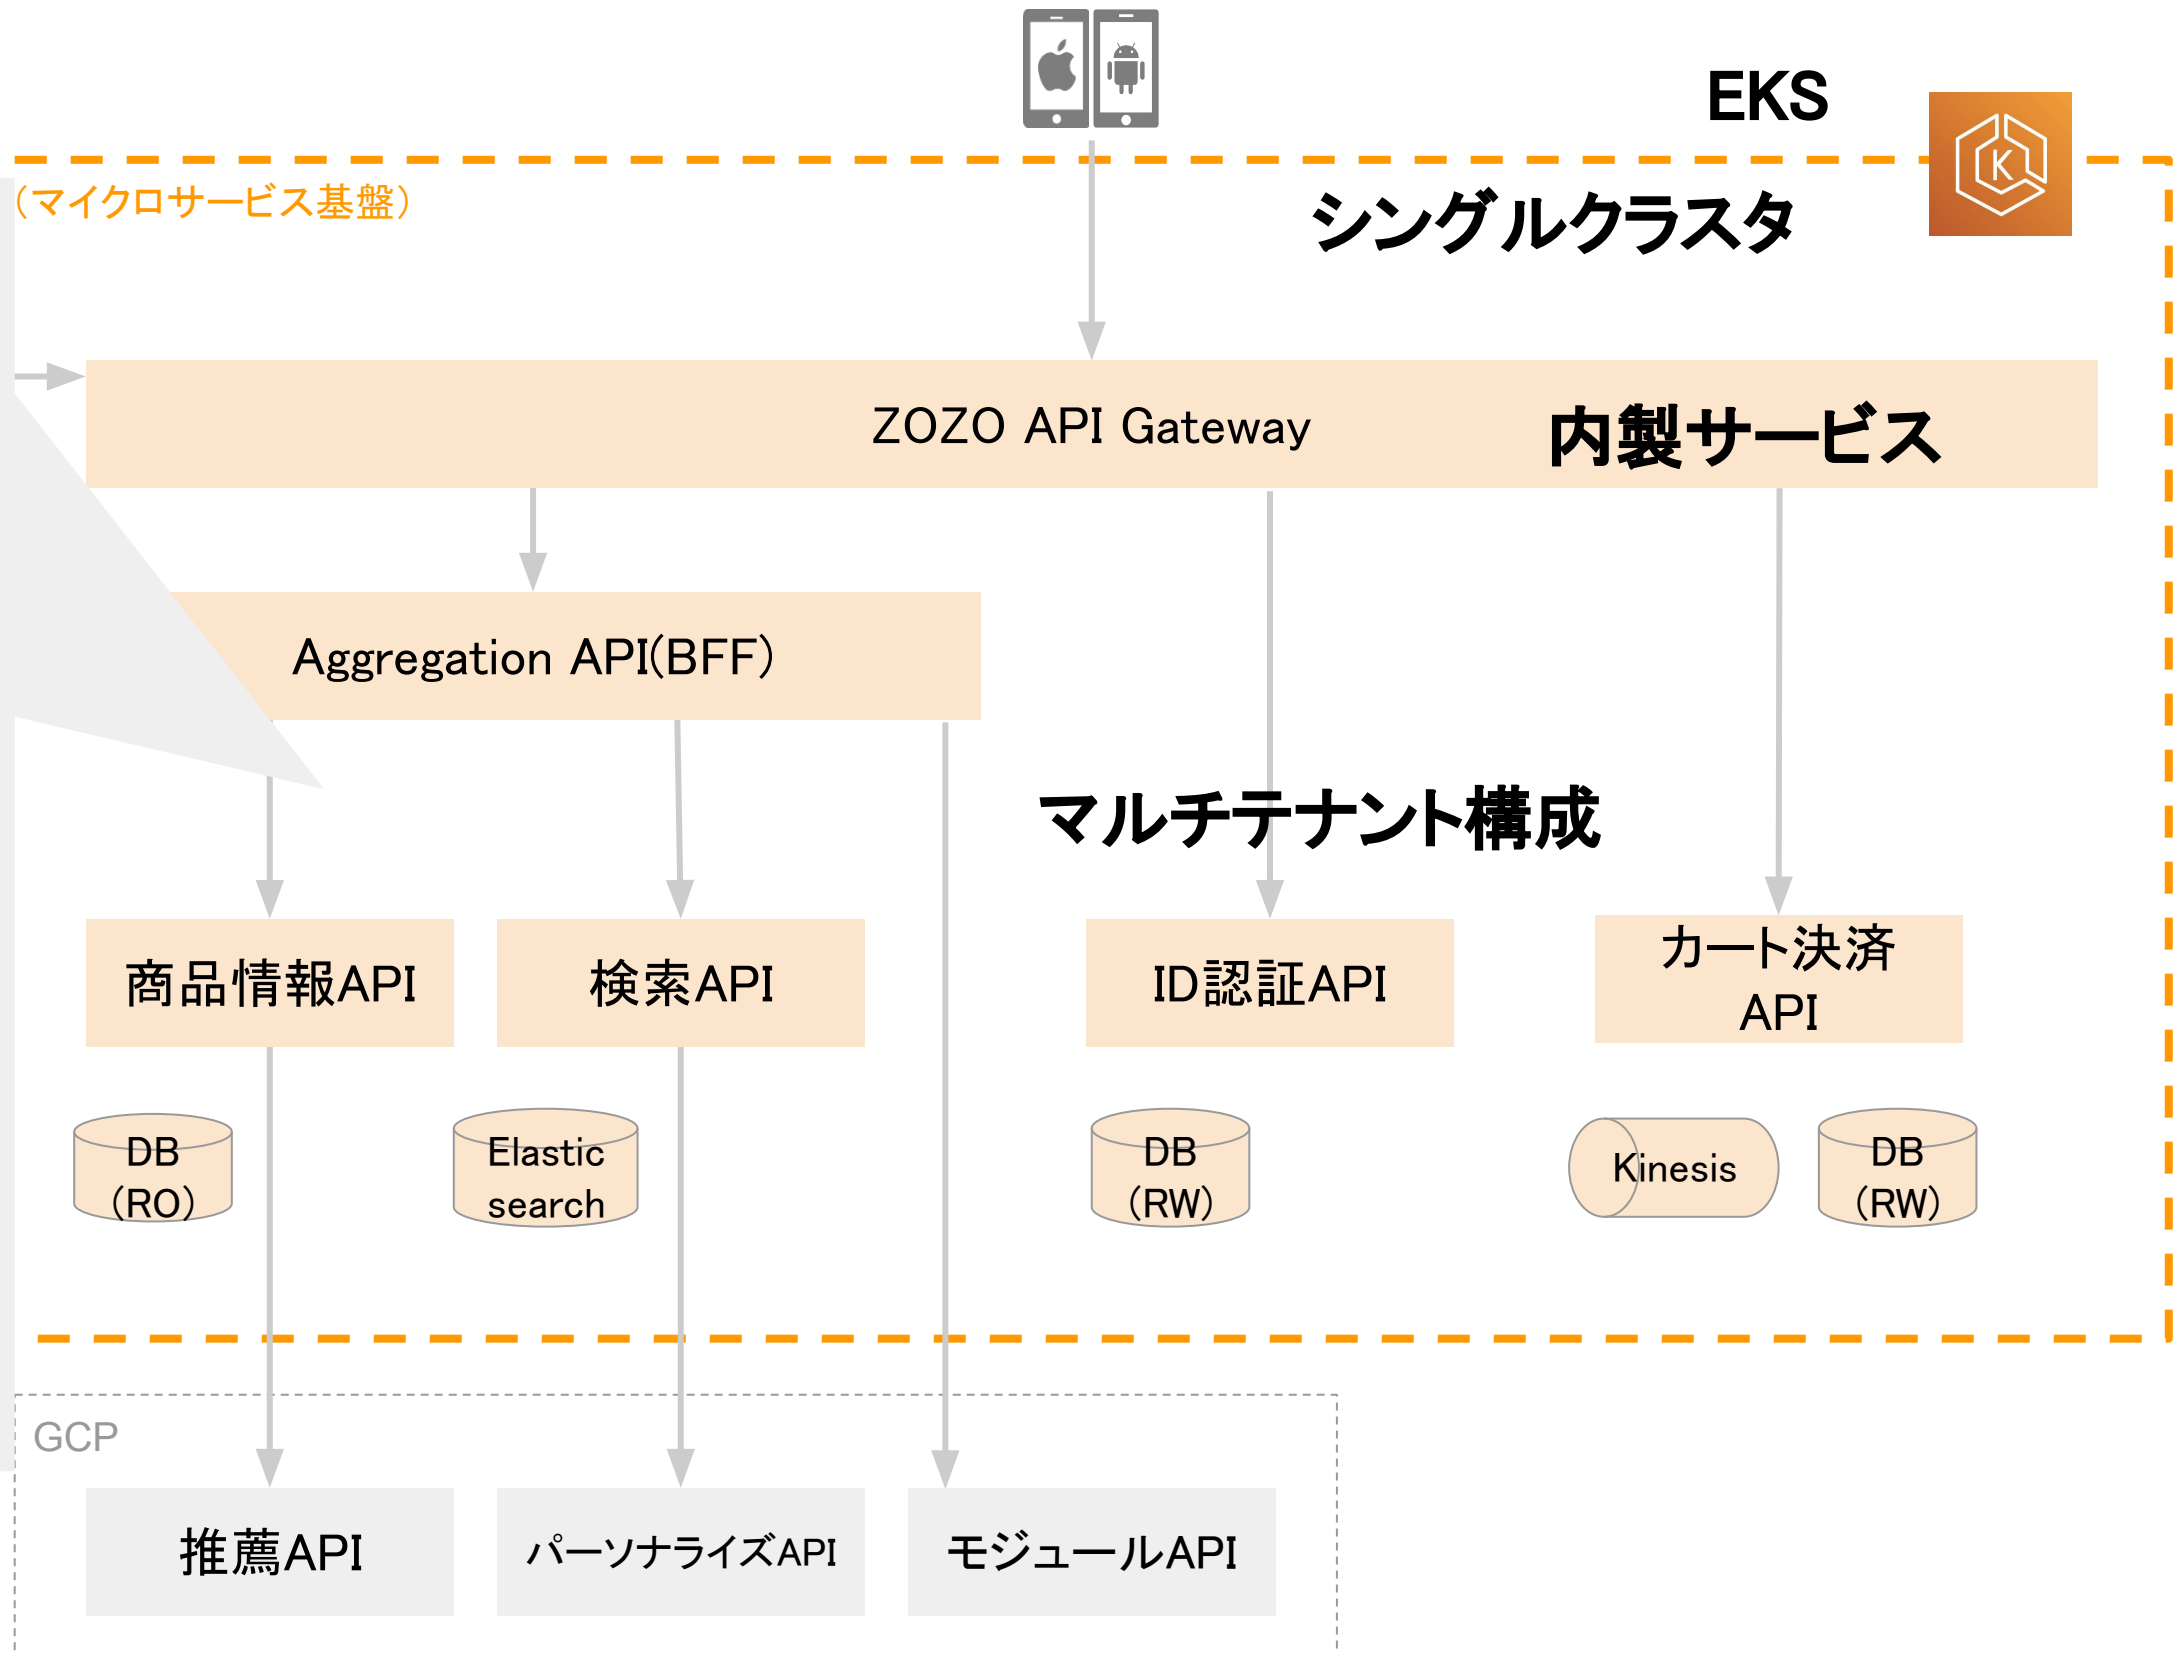 EKS
K
(マイクロサービス基盤)
シングルクラスタ
ZOZO API Gateway
内製サービス
Aggregation API(BFF)
マルチテナント構成
商品情報API
検索API
ID認証API
カート決済
API
DB
(RO)
Elastic
search
DB
(RW)
Kinesis
DB
(RW)
GCP
推薦API
パーソナライズAPI
モジュールAPI